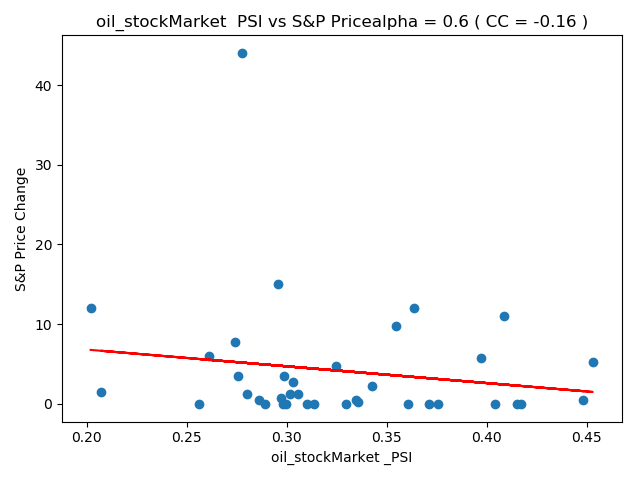 oil_stockMarket  PSI vs S&P Pricealpha = 0.6 ( CC = -0.16 )
40
30
20
10
0
S&P Price Change
0.20 0.25 0.30 0.35 0.40 0.45
oil_stockMarket _PSI